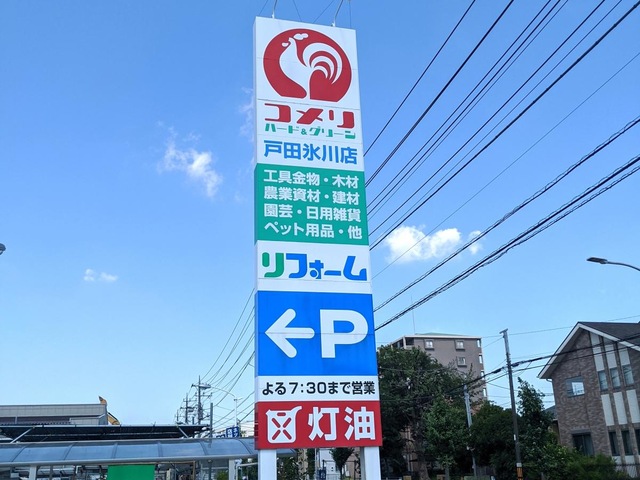 コメリ
ハード&グリーン
戸田氷川店
工具金物・木材
農業資材・建材
園芸・日用雑貨
ペット用品・他
リフォーム
←P
よる7:30まで営業
灯油